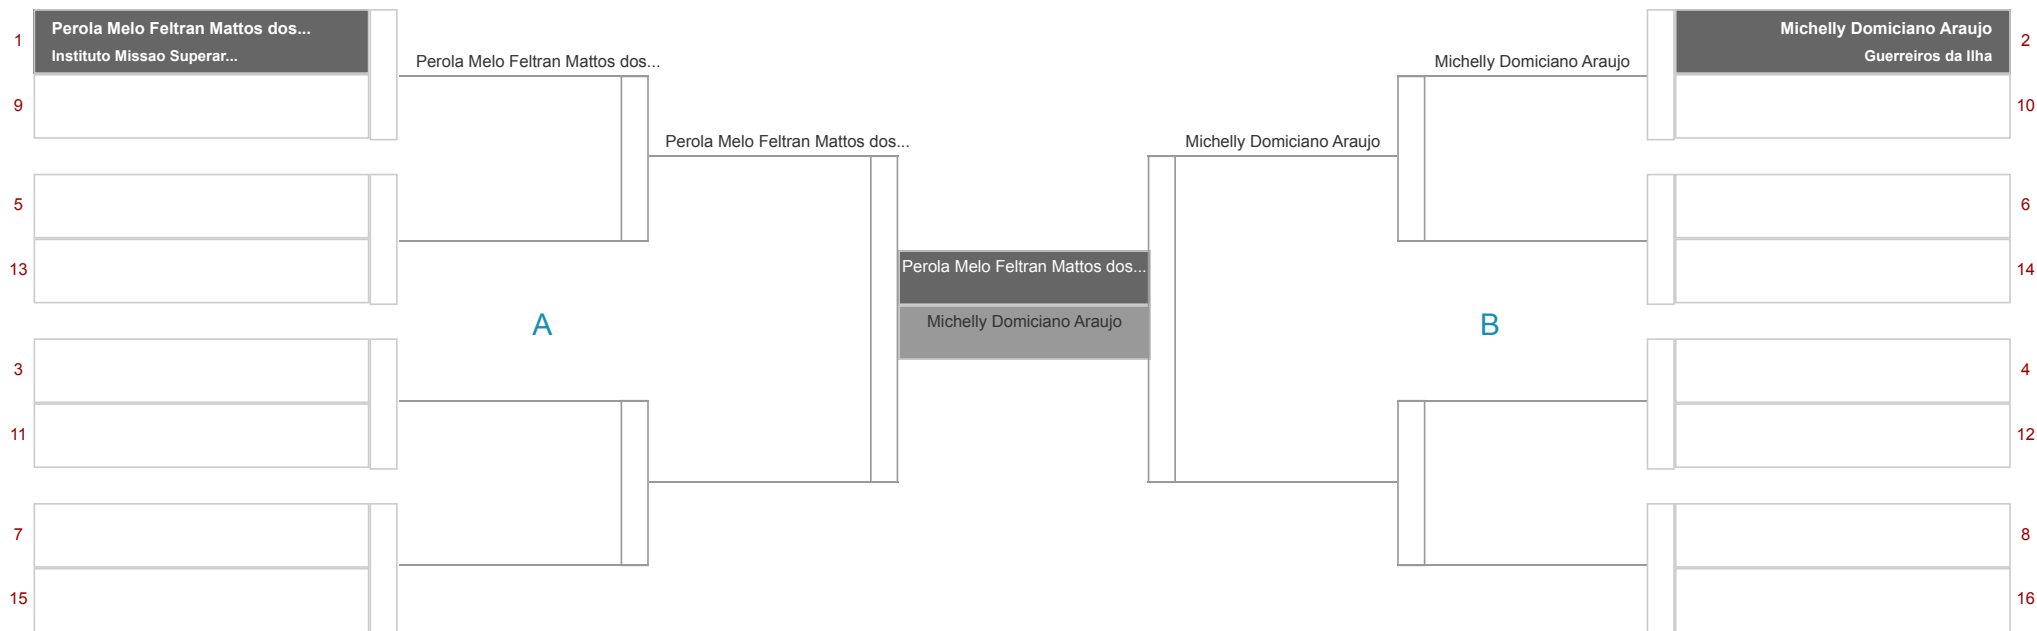 1
Perola Melo Feltran Mattos dos...
Instituto Missao Superar...
9
5
13
3
11
7
15
Perola Melo Feltran Mattos dos...
Perola Melo Feltran Mattos dos...
A
Perola Melo Feltran Mattos dos...
Michelly Domiciano Araujo
Michelly Domiciano Araujo
Michelly Domiciano Araujo
B
Michelly Domiciano Araujo
Guerreiros da Ilha
2
10
6
14
4
12
8
16